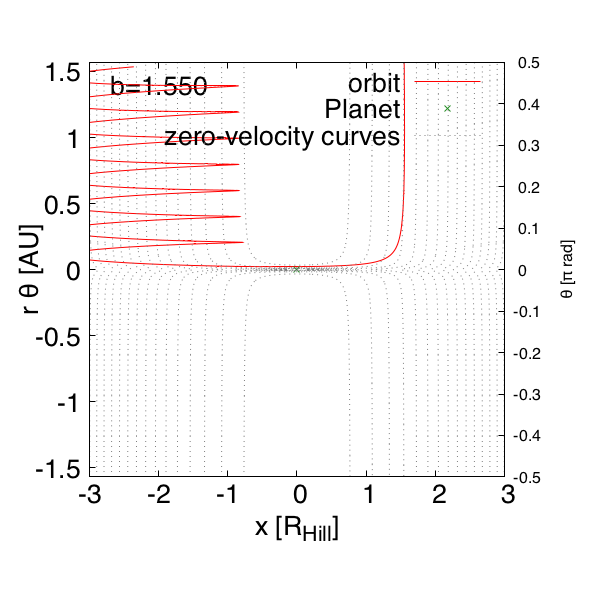 b=1.550
orbit
Planet
zero-velocity curves
1.5
1
0.5
0
-0.5
-1
-1.5
r θ [AU]
0.5
0.4
0.3
0.2
0.1
0
-0.1
-0.2
-0.3
-0.4
-0.5
θ [π rad]
-3 -2 -1 0 1 2 3
x [RHill]